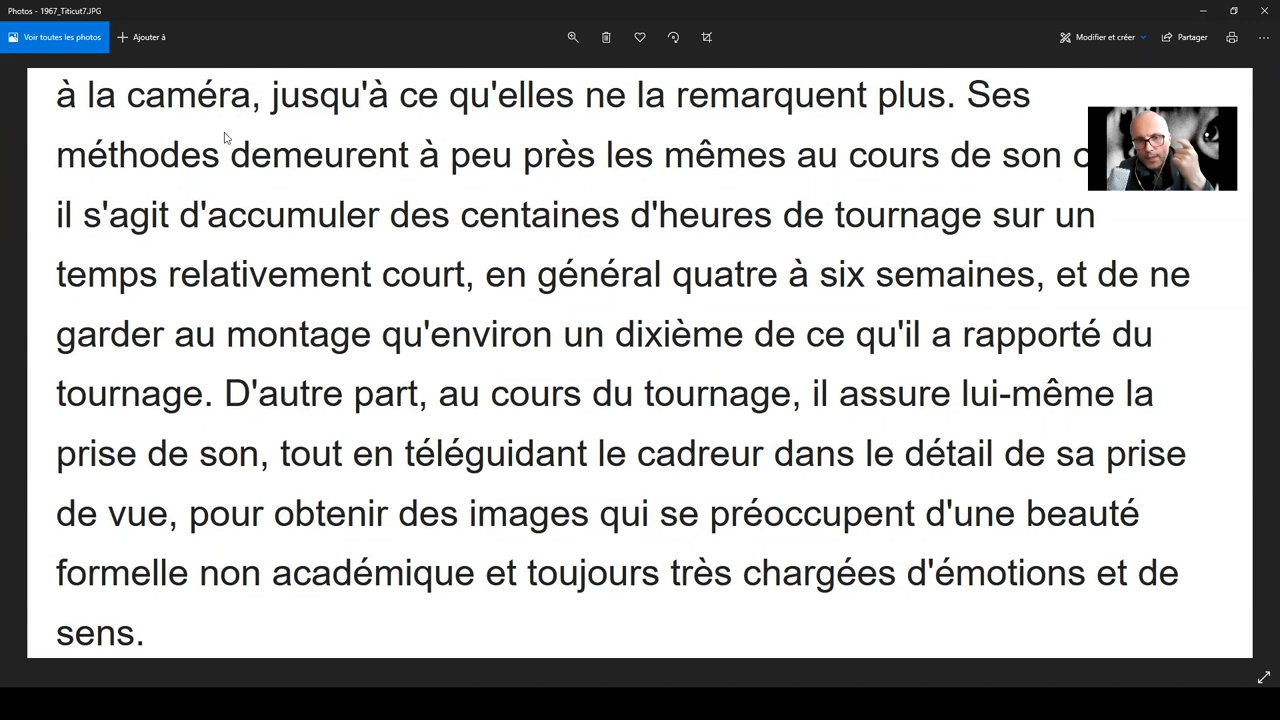 Photos - 1967_Titicut7.JPG
Voir toutes les photos
Ajouter à
Modifier et créer
Partager
à la caméra, jusqu'à ce qu'elles ne la remarquent plus. Ses
méthodes demeurent à peu près les mêmes au cours de son
il s'agit d'accumuler des centaines d'heures de tournage sur un
temps relativement court, en général quatre à six semaines, et de ne
garder au montage qu'environ un dixième de ce qu'il a rapporté du
tournage. D'autre part, au cours du tournage, il assure lui-même la
prise de son, tout en téléguidant le cadreur dans le détail de sa prise
de vue, pour obtenir des images qui se préoccupent d'une beauté
formelle non académique et toujours très chargées d'émotions et de
sens.